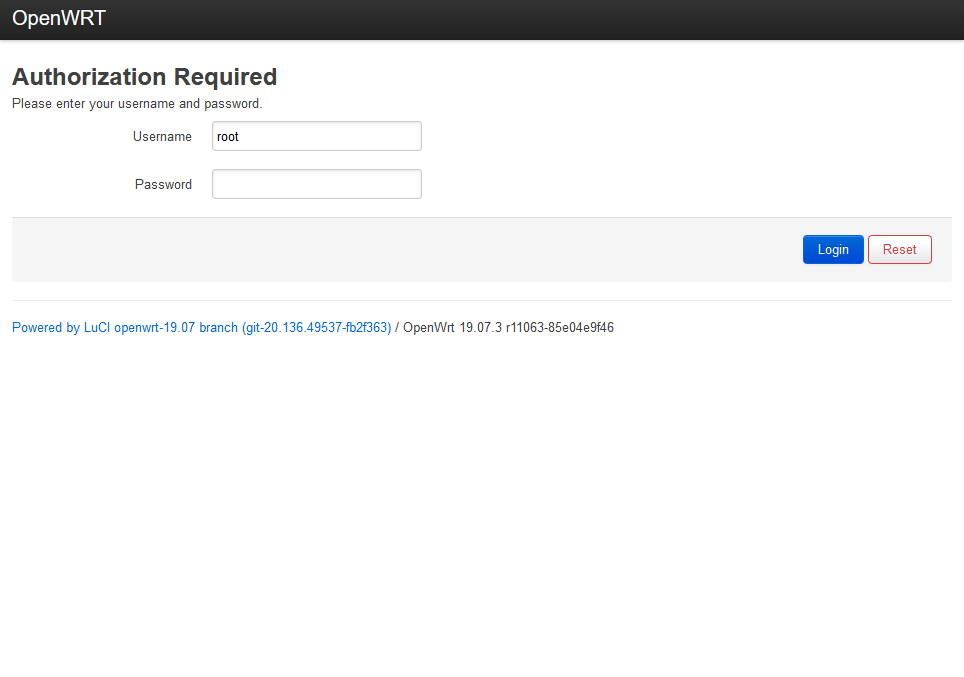 OpenWRT
Authorization Required
Please enter your username and password.
Username root
Password
Login Reset
Powered by LuCI openwrt-19.07 branch (git-20.136.49537-fb2f363) / OpenWrt 19.07.3 r11063-85e04e9f46